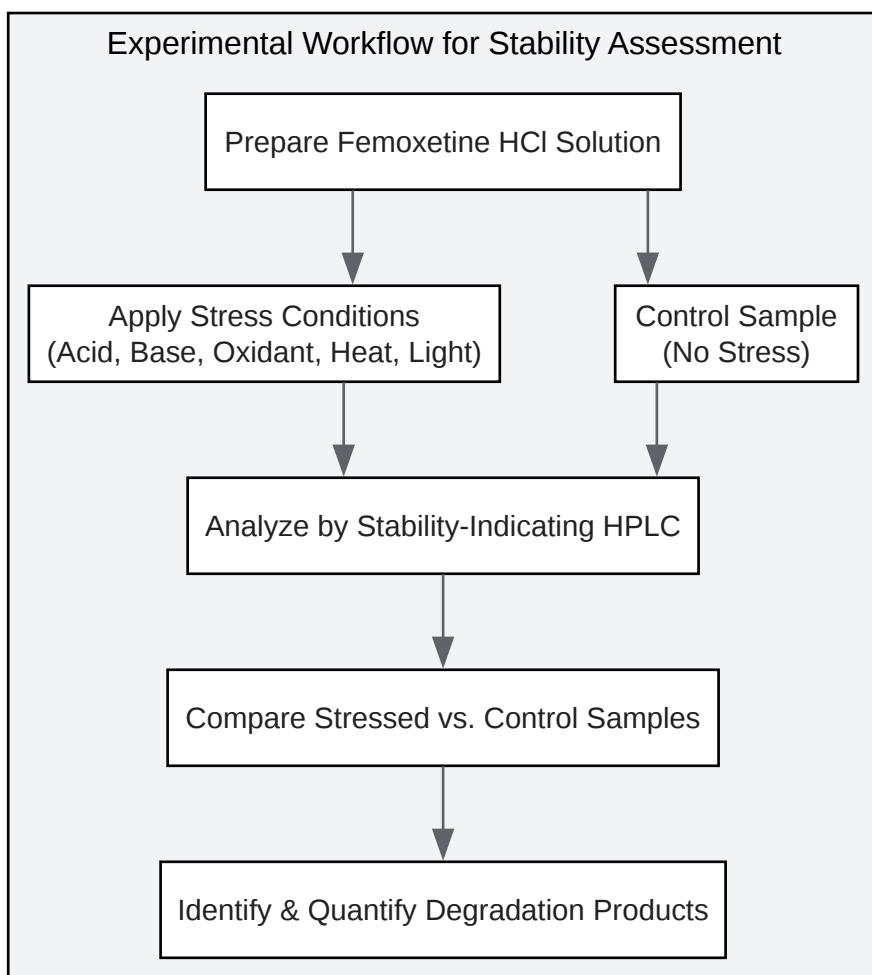 Experimental Workflow for Stability Assessment
Prepare Femoxetine HCl Solution
Apply Stress Conditions
(Acid, Base, Oxidant, Heat, Light)
Control Sample
(No Stress)
Analyze by Stability-Indicating HPLC
Compare Stressed vs. Control Samples
Identify & Quantify Degradation Products